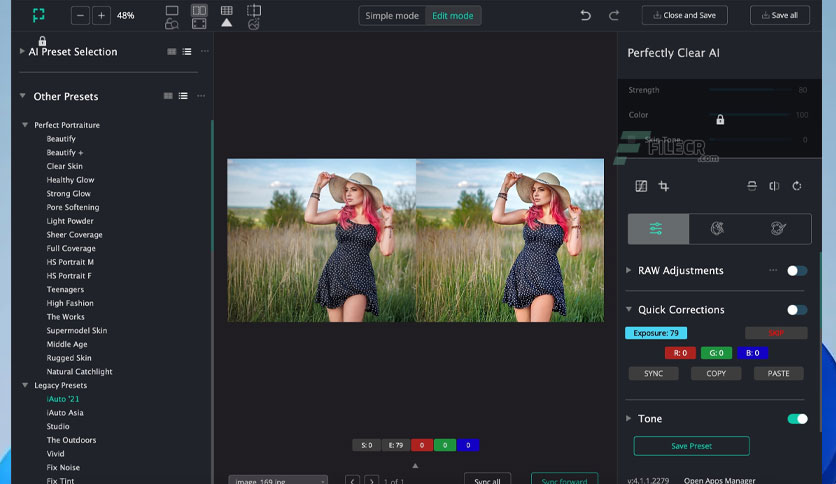 48%
Simple mode
Edit mode
Close and Save
Save all
AI Preset Selection
Other Presets
Perfect Portraiture
Beautify
Beautify +
Clear Skin
Healthy Glow
Strong Glow
Pore Softening
Light Powder
Sheer Coverage
Full Coverage
HS Portrait M
HS Portrait F
Teenagers
High Fashion
The Works
Supermodel Skin
Middle Age
Rugged Skin
Natural Catchlight
Legacy Presets
iAuto '21
iAuto Asia
Studio
The Outdoors
Vivid
Fix Noise
Fix Tint
S: 0 E: 79 0 0 0
image_169.jpg
1 of 1
Sync all
Sync forward
Perfectly Clear AI
Strength 80
Color 100
Skin Tone 0
FILECR
.com
RAW Adjustments
Quick Corrections
Exposure: 79
R: 0 G: 0 B: 0
SYNC COPY PASTE
Tone
Save Preset
v:4.1.1.2279 Open Apps Manager